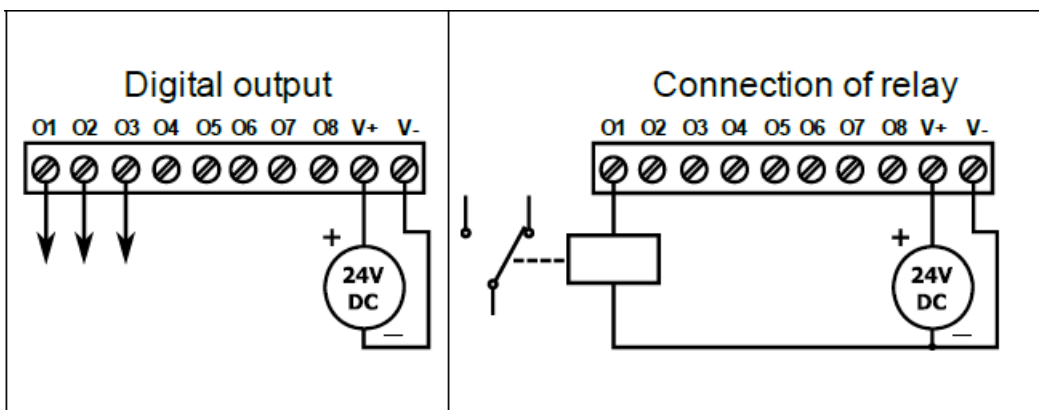 Digital output
O1 O2 O3 O4 O5 O6 O7 O8 V+ V-
+
24V
DC
—
Connection of relay
O1 O2 O3 O4 O5 O6 O7 O8 V+ V-
+
24V
DC
—